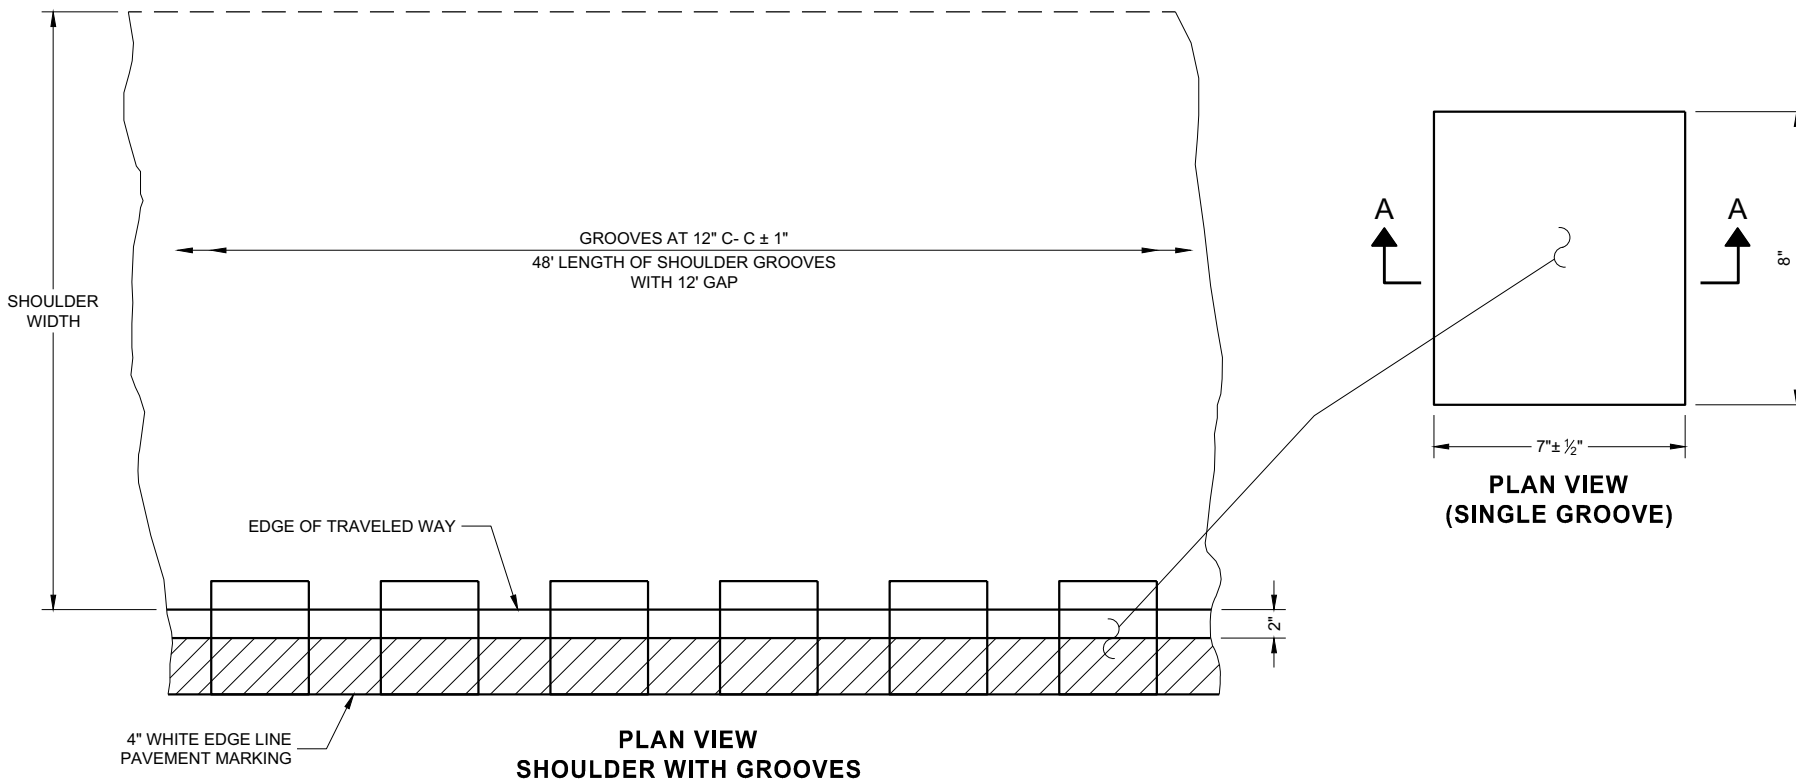 GROOVES AT 12" C- C ± 1"
48' LENGTH OF SHOULDER GROOVES
WITH 12' GAP
SHOULDER
WIDTH
EDGE OF TRAVELED WAY
2"
4" WHITE EDGE LINE
PAVEMENT MARKING
PLAN VIEW
SHOULDER WITH GROOVES
A
A
8"
7"± ½"
PLAN VIEW
(SINGLE GROOVE)